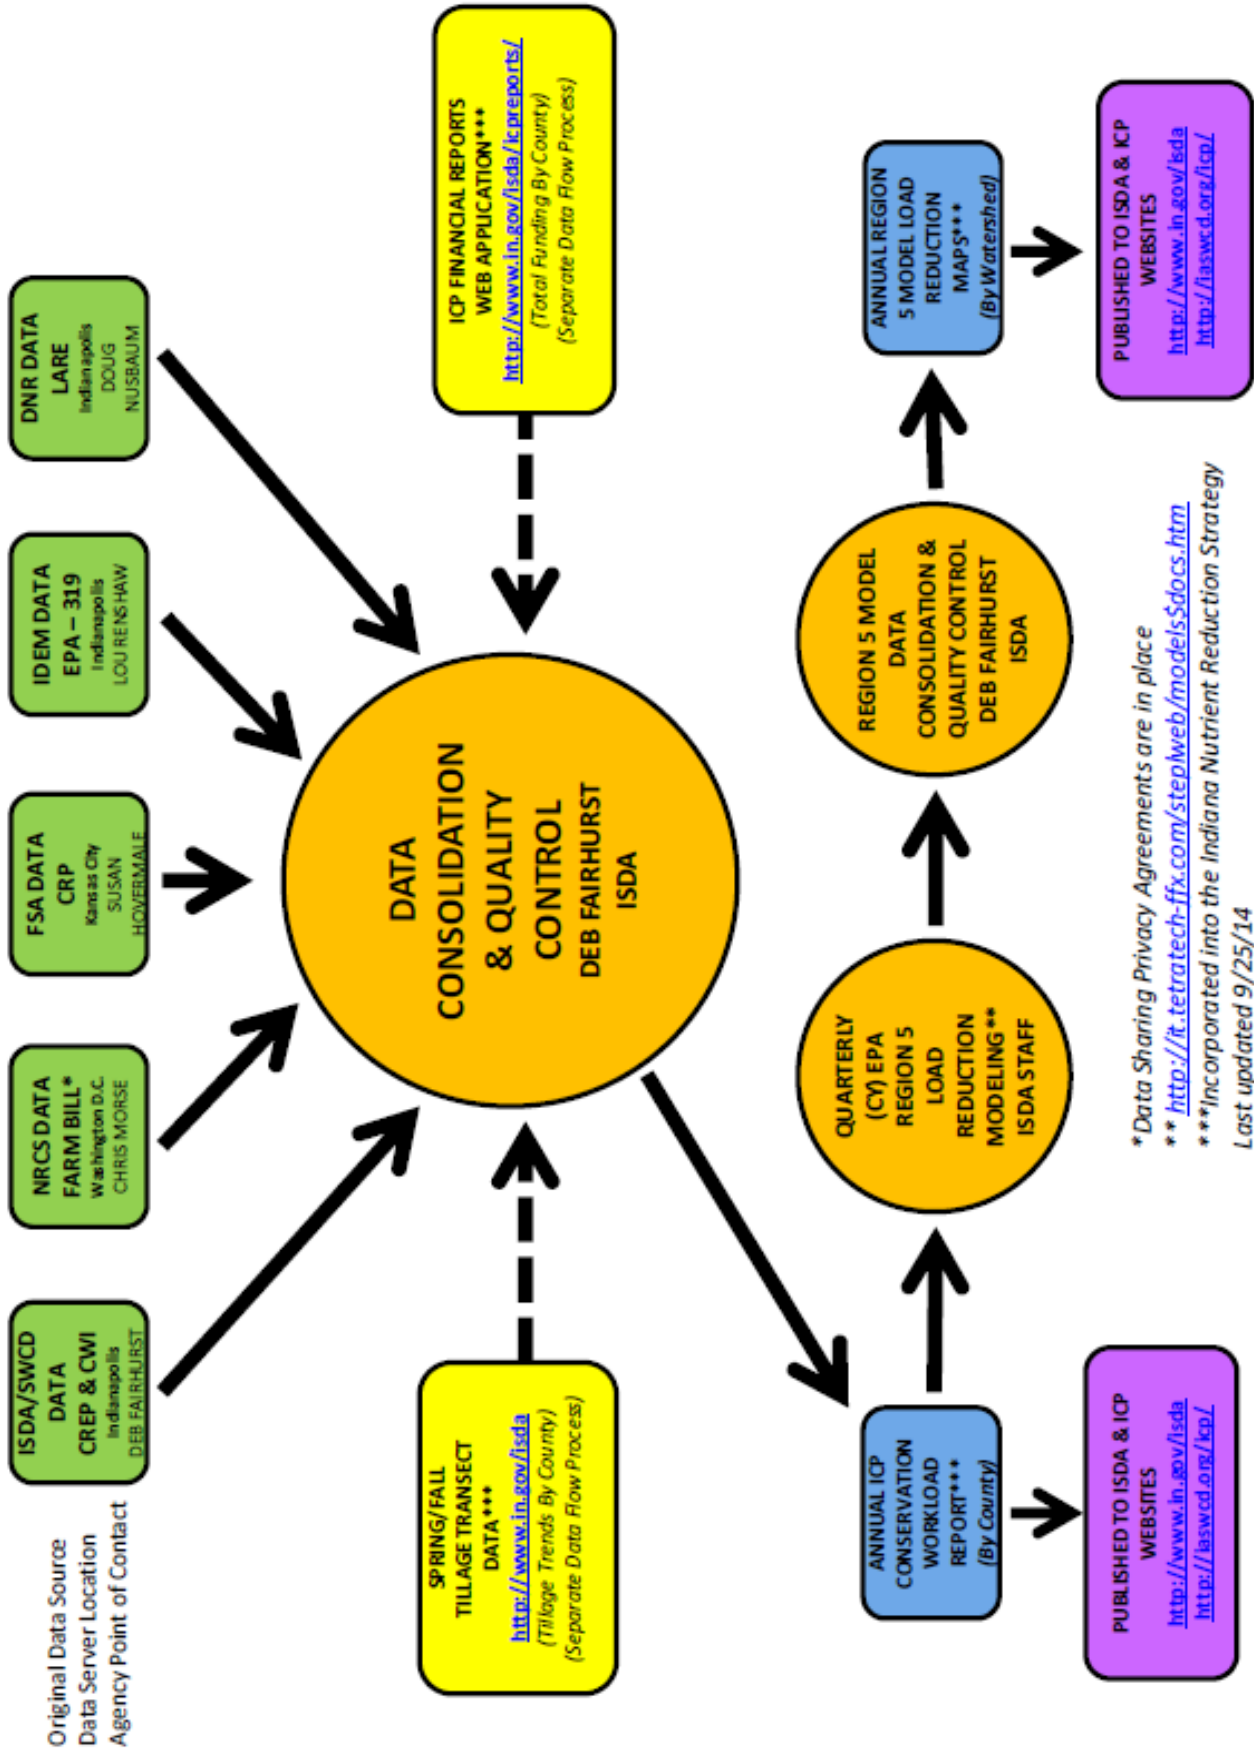 Original Data Source
Data Server Location
Agency Point of Contact
ISDA/SWCD
DATA
CREP & CWI
Indianapolis
DEB FAIRHURST
NRCS DATA
FARM BILL*
Washington D.C.
CHRIS MORSE
FSA DATA
CRP
Kansas City
SUSAN
HOVERMALE
IDEM DATA
EPA – 319
Indianapolis
LOU RENSHAW
DNR DATA
LARE
Indianapolis
DOUG
NUSBAUM
SPRING/FALL
TILLAGE TRANSECT
DATA***
http://www.in.gov/isda
(Tillage Trends By County)
(Separate Data Flow Process)
DATA
CONSOLIDATION
& QUALITY
CONTROL
DEB FAIRHURST
ISDA
ICP FINANCIAL REPORTS
WEB APPLICATION***
http://www.in.gov/isda/icpreports/
(Total Funding By County)
(Separate Data Flow Process)
ANNUAL ICP
CONSERVATION
WORKLOAD
REPORT***
(By County)
QUARTERLY
(CY) EPA
REGION 5
LOAD
REDUCTION
MODELING**
ISDA STAFF
REGION 5 MODEL
DATA
CONSOLIDATION &
QUALITY CONTROL
DEB FAIRHURST
ISDA
ANNUAL REGION
5 MODEL LOAD
REDUCTION
MAPS***
(By Watershed)
PUBLISHED TO ISDA & ICP
WEBSITES
http://www.in.gov/isda
http://iaswcd.org/icp/
PUBLISHED TO ISDA & ICP
WEBSITES
http://www.in.gov/isda
http://iaswcd.org/icp/
*Data Sharing Privacy Agreements are in place
** http://it.tetratech-ffx.com/steplweb/models$docs.htm
***Incorporated into the Indiana Nutrient Reduction Strategy
Last updated 9/25/14